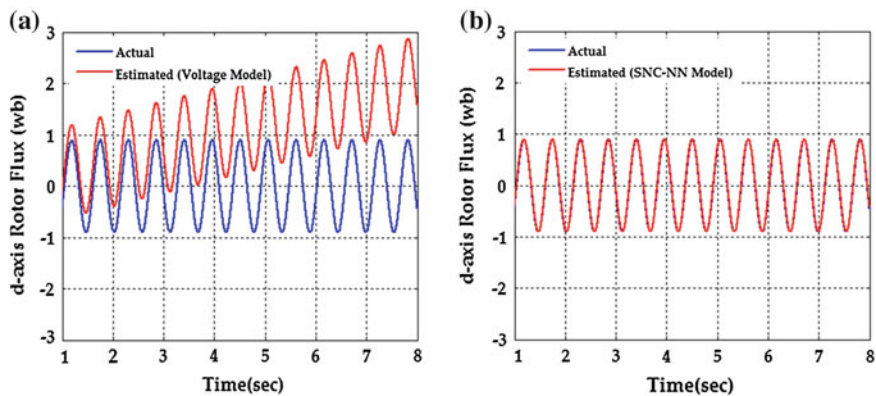 (a)
Actual
Estimated (Voltage Model)
d-axis Rotor Flux (wb)
3
2
1
0
-1
-2
-3
1 2 3 4 5 6 7 8
Time(sec)
(b)
Actual
Estimated (SNC-NN Model)
d-axis Rotor Flux (wb)
3
2
1
0
-1
-2
-3
1 2 3 4 5 6 7 8
Time(sec)